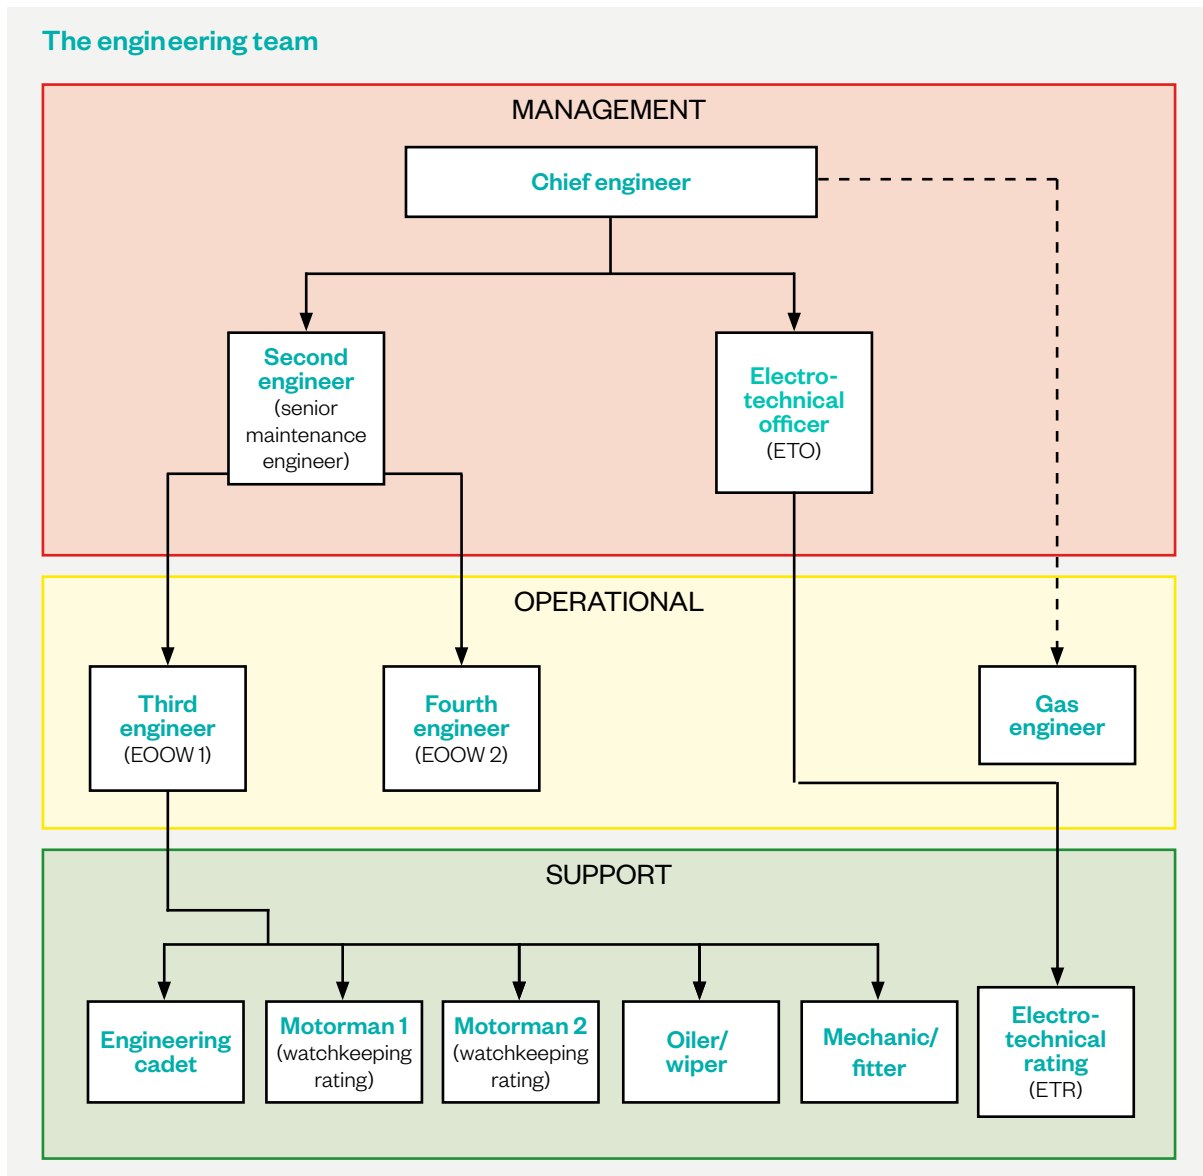 The engineering team
MANAGEMENT
Chief engineer
Second
engineer
(senior
maintenance
engineer)
Electro-
technical
officer
(ETO)
OPERATIONAL
Third
engineer
(EOOW 1)
Fourth
engineer
(EOOW 2)
Gas
engineer
SUPPORT
Engineering
cadet
Motorman 1
(watchkeeping
rating)
Motorman 2
(watchkeeping
rating)
Oiler/
wiper
Mechanic/
fitter
Electro-
technical
rating
(ETR)